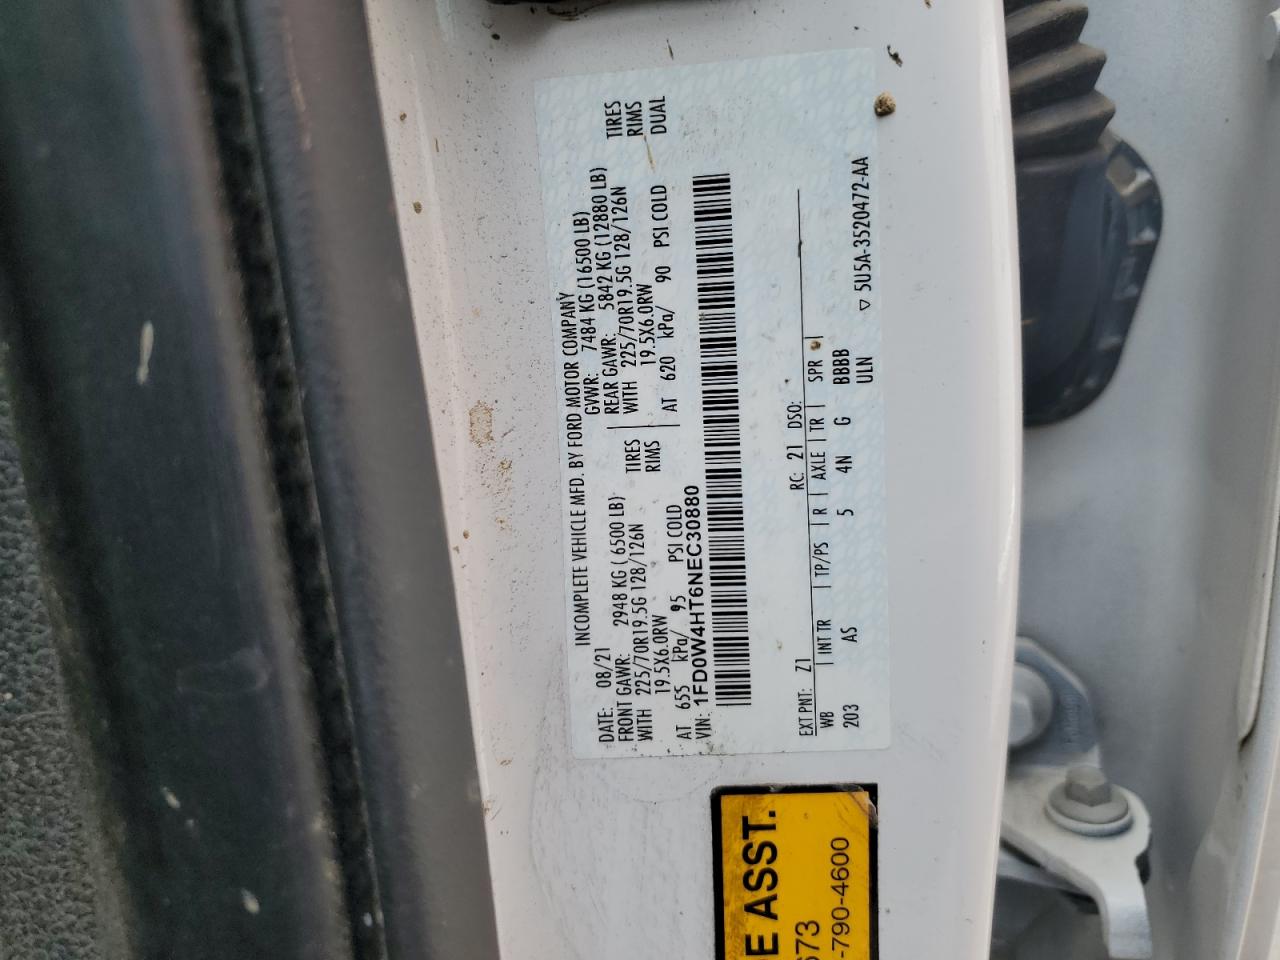 INCOMPLETE VEHICLE MFD. BY FORD MOTOR COMPANY
DATE: 08/21 GVWR: 7484 KG (16500 LB)
FRONT GAWR: 2948 KG ( 6500 LB) REAR GAWR: 5842 KG (12880 LB)
WITH 225/70R19.5G 128/126N TIRES WITH 225/70R19.5G 128/126N TIRES
19.5X6.0RW RIMS 19.5X6.0RW RIMS
AT 655 kPa/ 95 PSI COLD AT 620 kPa/ 90 PSI COLD DUAL
VIN: 1FD0W4HT6NEC30880
EXT PNT: Z1 RC: 21 DSO:
WB INT TR TP/PS R AXLE TR SPR
203 AS 5 4N G BBBB
ULN ▽ 5U5A-3520472-AA
E ASST.
673
-790-4600